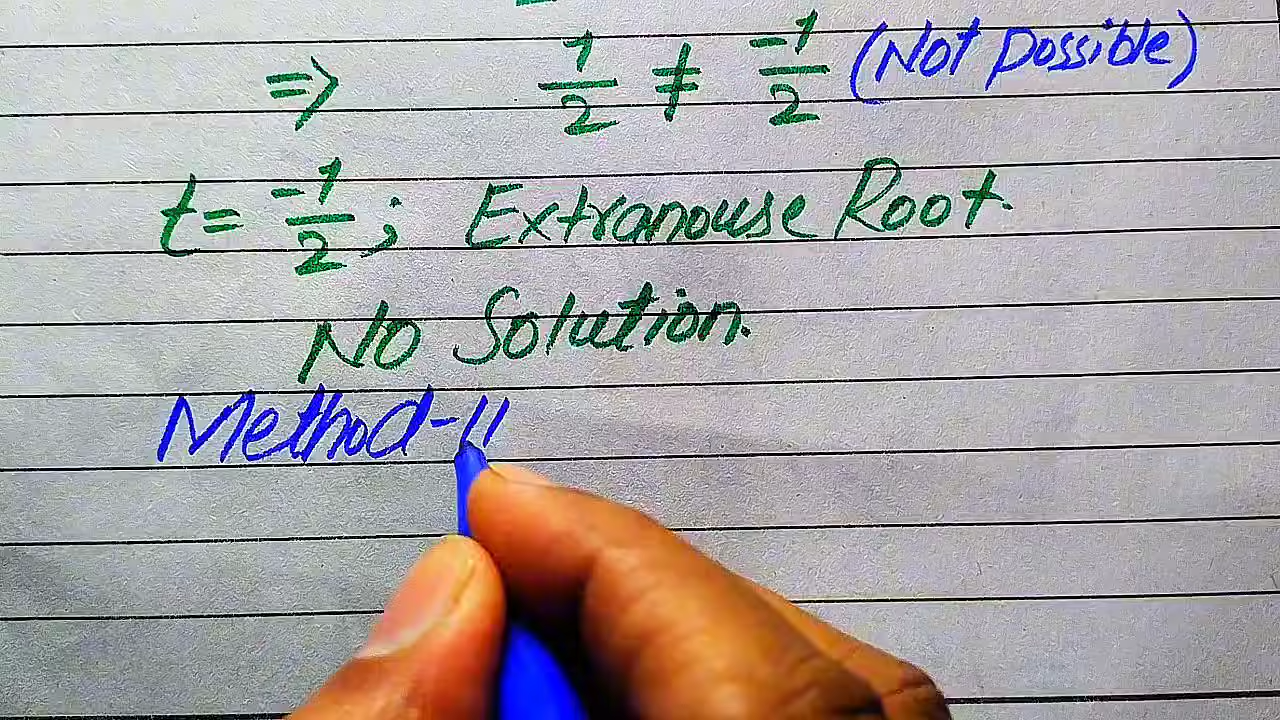 => 1/2 ≠ -1/2 (Not possible)
t = -1/2 ; Extranouse Root.
No Solution.
Method-II